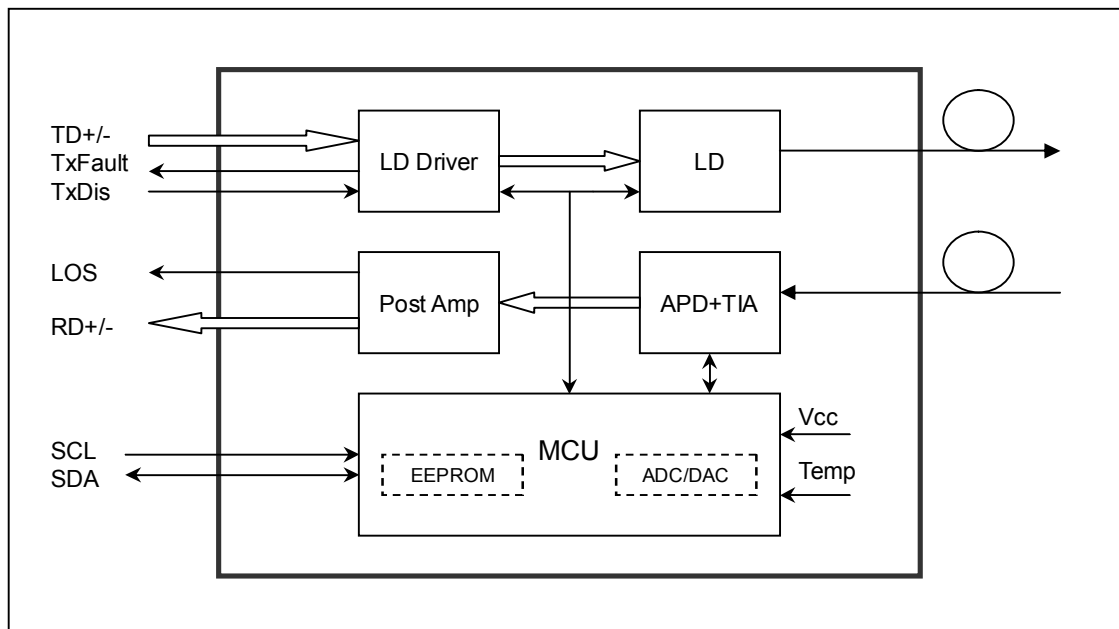 TD+/-
TxFault
TxDis
LD Driver
LD
LOS
RD+/-
Post Amp
APD+TIA
SCL
SDA
MCU
EEPROM
ADC/DAC
Vcc
Temp